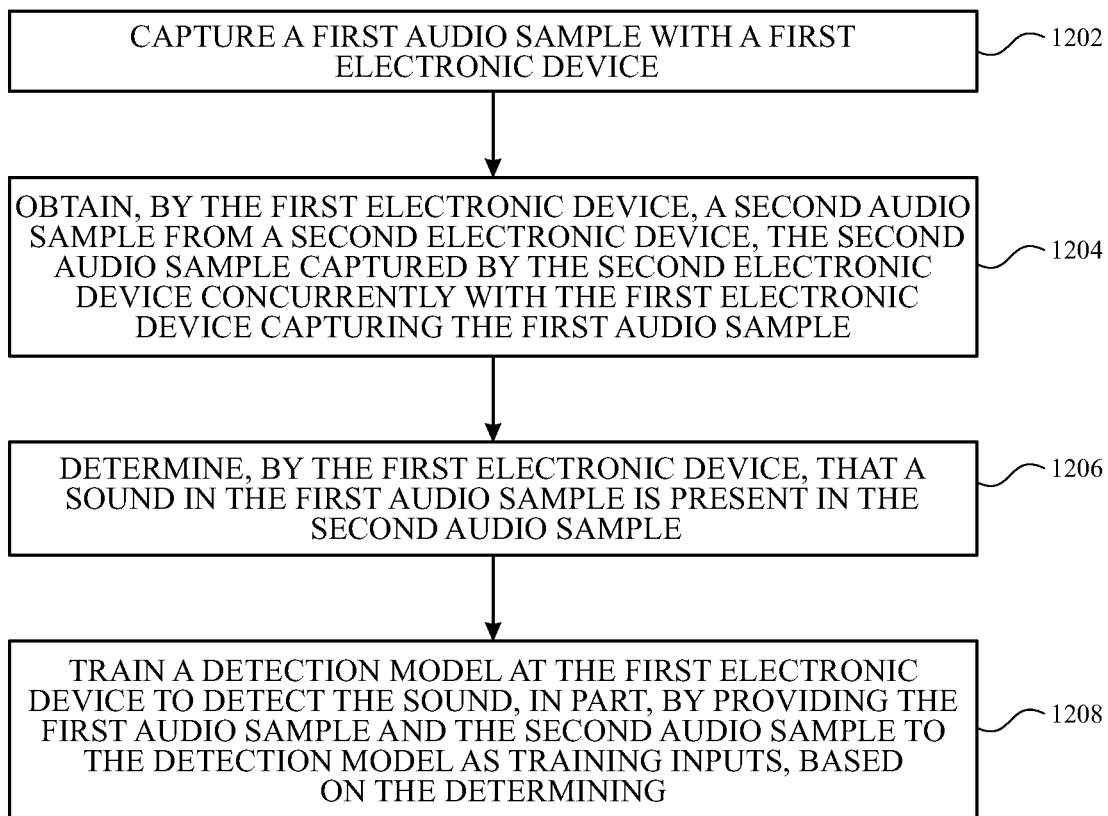 CAPTURE A FIRST AUDIO SAMPLE WITH A FIRST
ELECTRONIC DEVICE
1202
OBTAIN, BY THE FIRST ELECTRONIC DEVICE, A SECOND AUDIO
SAMPLE FROM A SECOND ELECTRONIC DEVICE, THE SECOND
AUDIO SAMPLE CAPTURED BY THE SECOND ELECTRONIC
DEVICE CONCURRENTLY WITH THE FIRST ELECTRONIC
DEVICE CAPTURING THE FIRST AUDIO SAMPLE
1204
DETERMINE, BY THE FIRST ELECTRONIC DEVICE, THAT A
SOUND IN THE FIRST AUDIO SAMPLE IS PRESENT IN THE
SECOND AUDIO SAMPLE
1206
TRAIN A DETECTION MODEL AT THE FIRST ELECTRONIC
DEVICE TO DETECT THE SOUND, IN PART, BY PROVIDING THE
FIRST AUDIO SAMPLE AND THE SECOND AUDIO SAMPLE TO
THE DETECTION MODEL AS TRAINING INPUTS, BASED
ON THE DETERMINING
1208